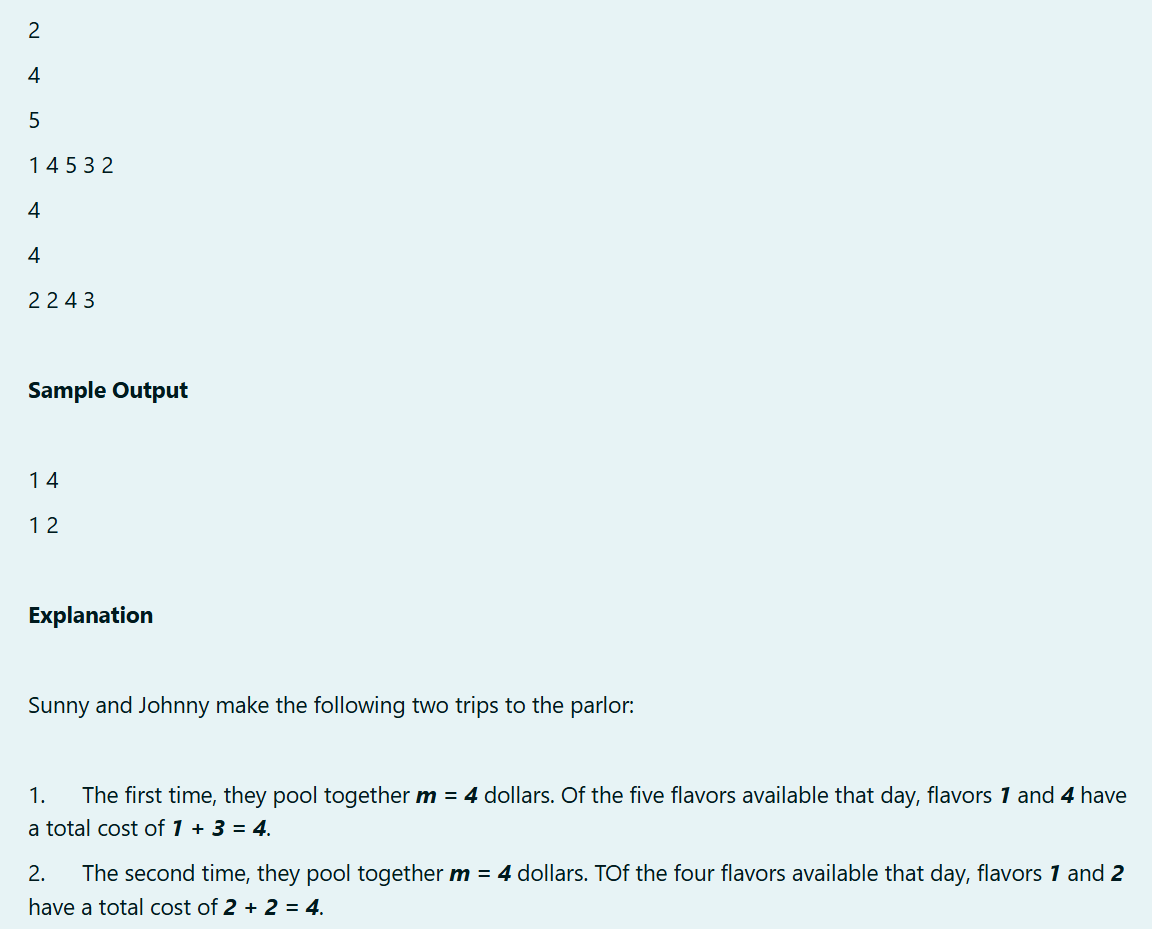 2
4
5
1 4 5 3 2
4
4
2 2 4 3
Sample Output
1 4
1 2
Explanation
Sunny and Johnny make the following two trips to the parlor:
1. The first time, they pool together m = 4 dollars. Of the five flavors available that day, flavors 1 and 4 have
a total cost of 1 + 3 = 4.
2. The second time, they pool together m = 4 dollars. TOf the four flavors available that day, flavors 1 and 2
have a total cost of 2 + 2 = 4.